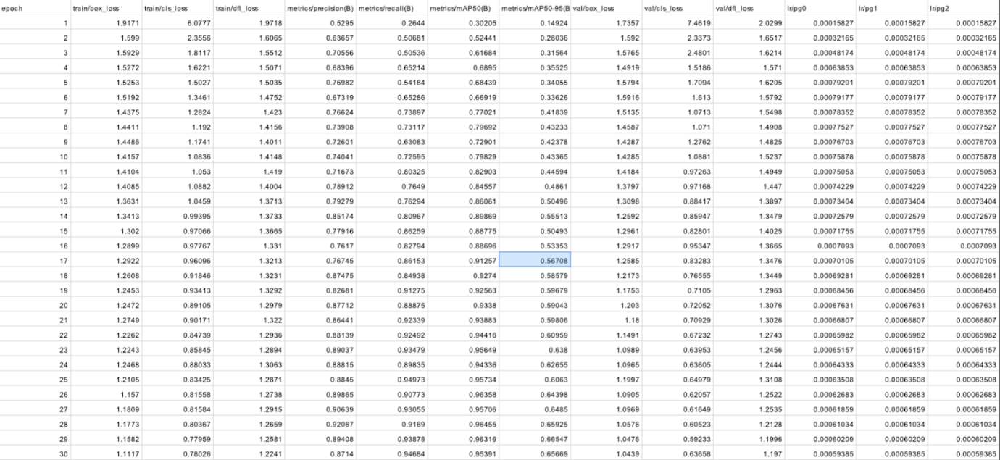 epoch train/box_loss train/cls_loss train/dfl_loss metrics/precision(B) metrics/recall(B) metrics/mAP50(B) metrics/mAP50-95(B val/box_loss val/cls_loss val/dfl_loss lr/pg0 lr/pg1 lr/pg2
1 1.9171 6.0777 1.9718 0.5295 0.2644 0.30205 0.14924 1.7357 7.4619 2.0299 0.00015827 0.00015827 0.00015827
2 1.599 2.3556 1.6065 0.63657 0.50681 0.52441 0.28036 1.592 2.3373 1.6517 0.00032165 0.00032165 0.00032165
3 1.5929 1.8117 1.5512 0.70556 0.50536 0.61684 0.31564 1.5765 2.4801 1.6214 0.00048174 0.00048174 0.00048174
4 1.5272 1.6221 1.5071 0.68396 0.65214 0.6895 0.35525 1.4919 1.5186 1.571 0.00063853 0.00063853 0.00063853
5 1.5253 1.5027 1.5035 0.76982 0.54184 0.68439 0.34055 1.5794 1.7094 1.6205 0.00079201 0.00079201 0.00079201
6 1.5192 1.3461 1.4752 0.67319 0.65286 0.66919 0.33626 1.5916 1.613 1.5792 0.00079177 0.00079177 0.00079177
7 1.4375 1.2824 1.423 0.76624 0.73897 0.77021 0.41839 1.5135 1.0713 1.5498 0.00078352 0.00078352 0.00078352
8 1.4411 1.192 1.4156 0.73908 0.73117 0.79692 0.43233 1.4587 1.071 1.4908 0.00077527 0.00077527 0.00077527
9 1.4486 1.1741 1.4011 0.72601 0.63083 0.72901 0.42378 1.4287 1.2762 1.4825 0.00076703 0.00076703 0.00076703
10 1.4157 1.0836 1.4148 0.74041 0.72595 0.79829 0.43365 1.4285 1.0881 1.5237 0.00075878 0.00075878 0.00075878
11 1.4104 1.053 1.419 0.71673 0.80325 0.82903 0.44594 1.4184 0.97263 1.4949 0.00075053 0.00075053 0.00075053
12 1.4085 1.0882 1.4004 0.78912 0.7649 0.84557 0.4861 1.3797 0.97168 1.447 0.00074229 0.00074229 0.00074229
13 1.3631 1.0459 1.3713 0.79279 0.76294 0.86061 0.50496 1.3098 0.88417 1.3897 0.00073404 0.00073404 0.00073404
14 1.3413 0.99395 1.3733 0.85174 0.80967 0.89869 0.55513 1.2592 0.85947 1.3479 0.00072579 0.00072579 0.00072579
15 1.302 0.97066 1.3665 0.77916 0.86259 0.88775 0.50493 1.2961 0.82801 1.4025 0.00071755 0.00071755 0.00071755
16 1.2899 0.97767 1.331 0.7617 0.82794 0.88696 0.53353 1.2917 0.95347 1.3665 0.0007093 0.0007093 0.0007093
17 1.2922 0.96096 1.3213 0.76745 0.86153 0.91257 0.56708 1.2585 0.83283 1.3476 0.00070105 0.00070105 0.00070105
18 1.2608 0.91846 1.3231 0.87475 0.84938 0.9274 0.58579 1.2173 0.76555 1.3449 0.00069281 0.00069281 0.00069281
19 1.2453 0.93413 1.3292 0.82681 0.91275 0.92563 0.59679 1.1753 0.7105 1.2963 0.00068456 0.00068456 0.00068456
20 1.2472 0.89105 1.2979 0.87712 0.88875 0.9338 0.59043 1.203 0.72052 1.3076 0.00067631 0.00067631 0.00067631
21 1.2749 0.90171 1.322 0.86441 0.92339 0.93883 0.59806 1.18 0.70929 1.3026 0.00066807 0.00066807 0.00066807
22 1.2262 0.84739 1.2936 0.88139 0.92492 0.94416 0.60959 1.1491 0.67232 1.2743 0.00065982 0.00065982 0.00065982
23 1.2243 0.85845 1.2894 0.89037 0.93479 0.95649 0.638 1.0989 0.63953 1.2456 0.00065157 0.00065157 0.00065157
24 1.2468 0.88033 1.3063 0.88815 0.89835 0.94336 0.62655 1.0965 0.63605 1.2444 0.00064333 0.00064333 0.00064333
25 1.2105 0.83425 1.2871 0.8845 0.94973 0.95734 0.6063 1.1997 0.64979 1.3108 0.00063508 0.00063508 0.00063508
26 1.157 0.81558 1.2738 0.89865 0.90773 0.96358 0.64398 1.0905 0.62057 1.2522 0.00062683 0.00062683 0.00062683
27 1.1809 0.81584 1.2915 0.90639 0.93055 0.95706 0.6485 1.0969 0.61649 1.2535 0.00061859 0.00061859 0.00061859
28 1.1773 0.80367 1.2659 0.92067 0.9169 0.96455 0.65925 1.0576 0.60523 1.2128 0.00061034 0.00061034 0.00061034
29 1.1582 0.77959 1.2581 0.89408 0.93878 0.96316 0.66547 1.0476 0.59233 1.1996 0.00060209 0.00060209 0.00060209
30 1.1117 0.78026 1.2241 0.8714 0.94684 0.95391 0.65669 1.0439 0.63658 1.197 0.00059385 0.00059385 0.00059385